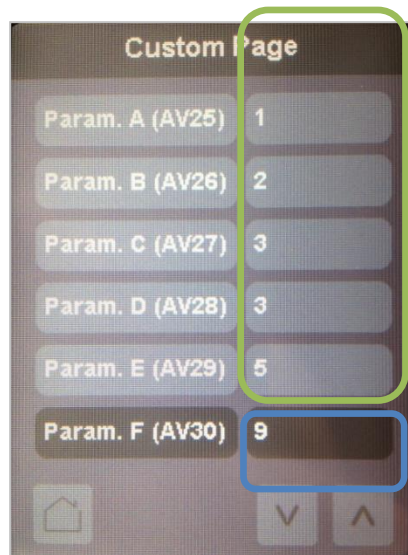 Custom Page
Param. A (AV25) 1
Param. B (AV26) 2
Param. C (AV27) 3
Param. D (AV28) 3
Param. E (AV29) 5
Param. F (AV30) 9